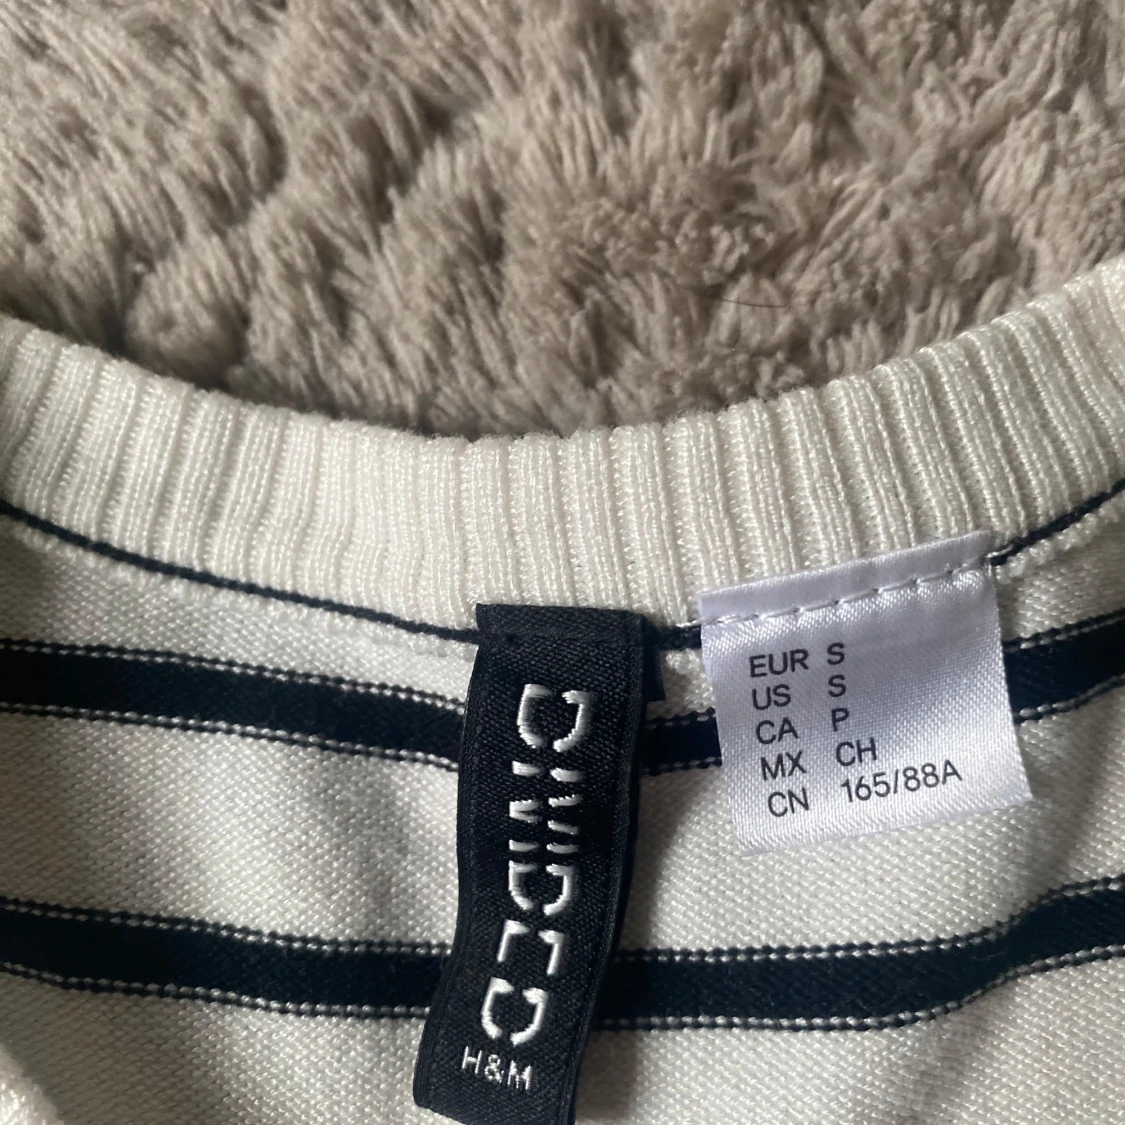 DIVIDED
H&M
EUR S
US S
CA P
MX CH
CN 165/88A